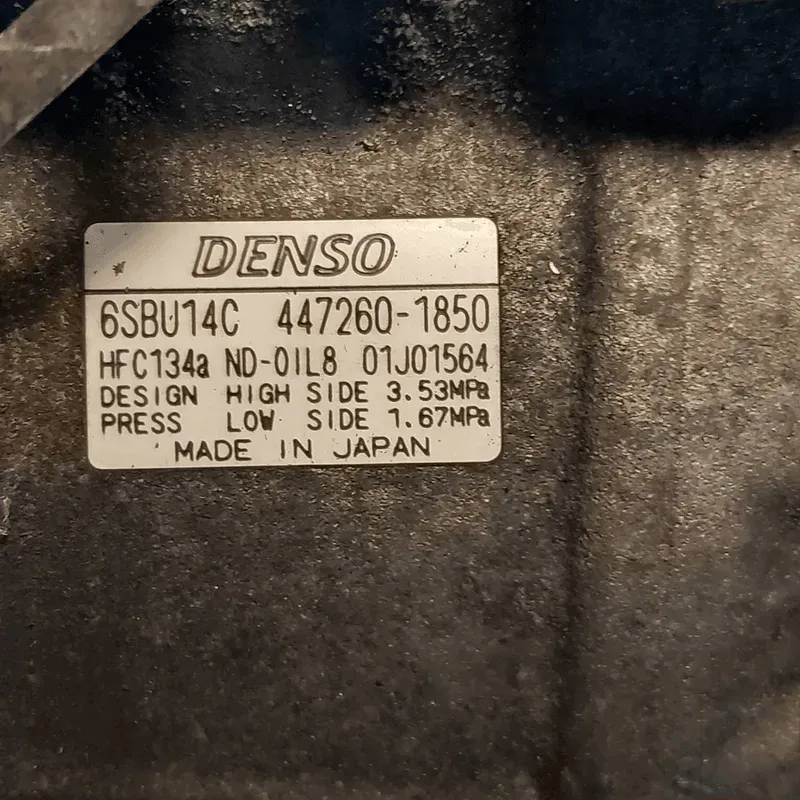 DENSO
6SBU14C 447260-1850
HFC134a ND-OIL8 01J01564
DESIGN HIGH SIDE 3.53MPa
PRESS LOW SIDE 1.67MPa
MADE IN JAPAN